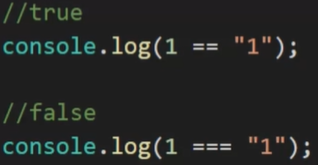 //true
console.log(1 == "1");
//false
console.log(1 === "1");